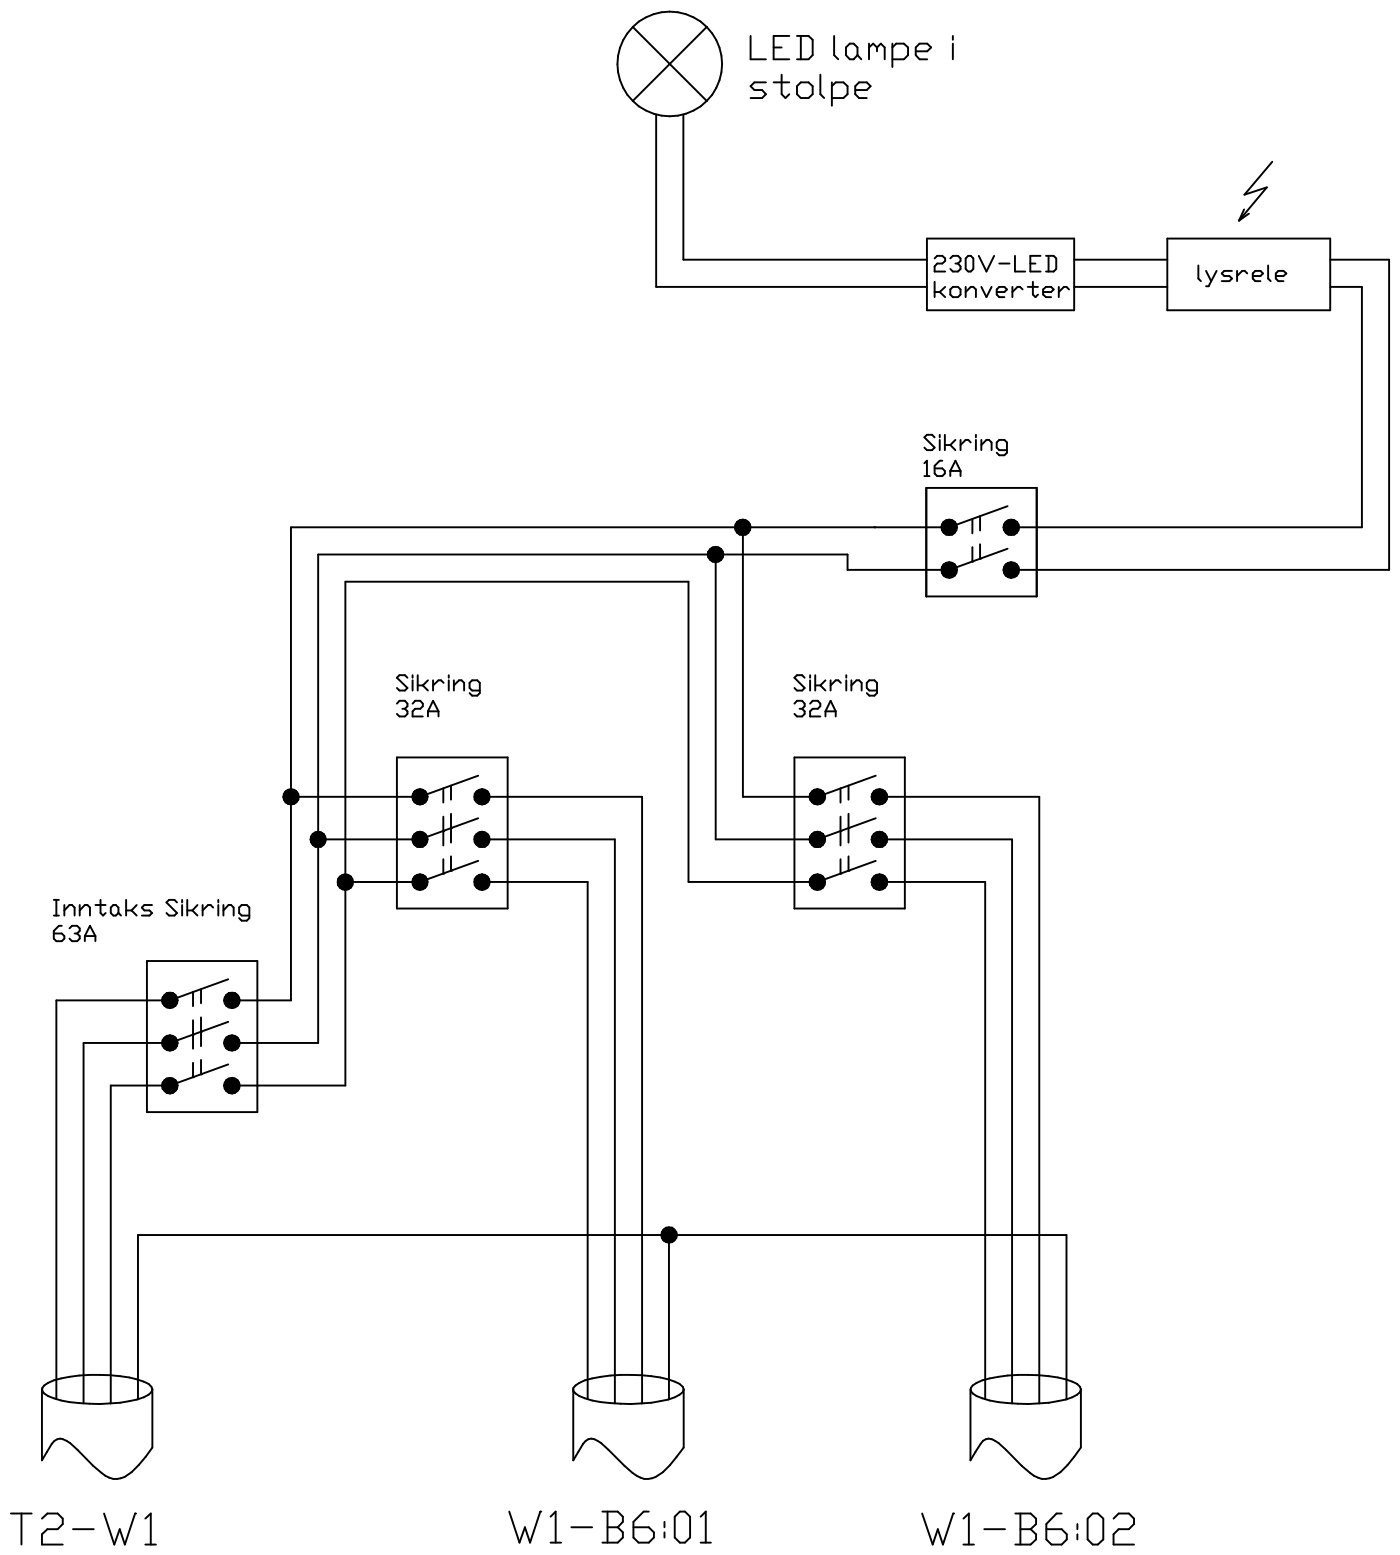 LED lampe i
stolpe
230V-LED
konverter
lysrele
Sikring
16A
Sikring
32A
Sikring
32A
Inntaks Sikring
63A
T2-W1
W1-B6:01
W1-B6:02